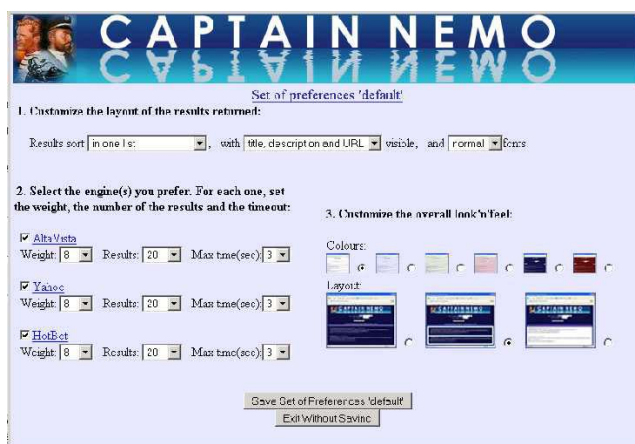 CAPTAIN NEMO
Set of preferences 'default'
1. Customize the layout of the results returned:
Results sort in one list , with title, description and URL visible, and normal fonts
2. Select the engine(s) you prefer. For each one, set
the weight, the number of the results and the timeout:
AltaVista
Weight: 8 Results: 20 Max time(sec): 3
Yahoo
Weight: 8 Results: 20 Max time(sec): 3
HotBot
Weight: 8 Results: 20 Max time(sec): 3
3. Customize the overall look'n'feel:
Colours:
Layout:
Save Set of Preferences 'default'
Exit Without Saving